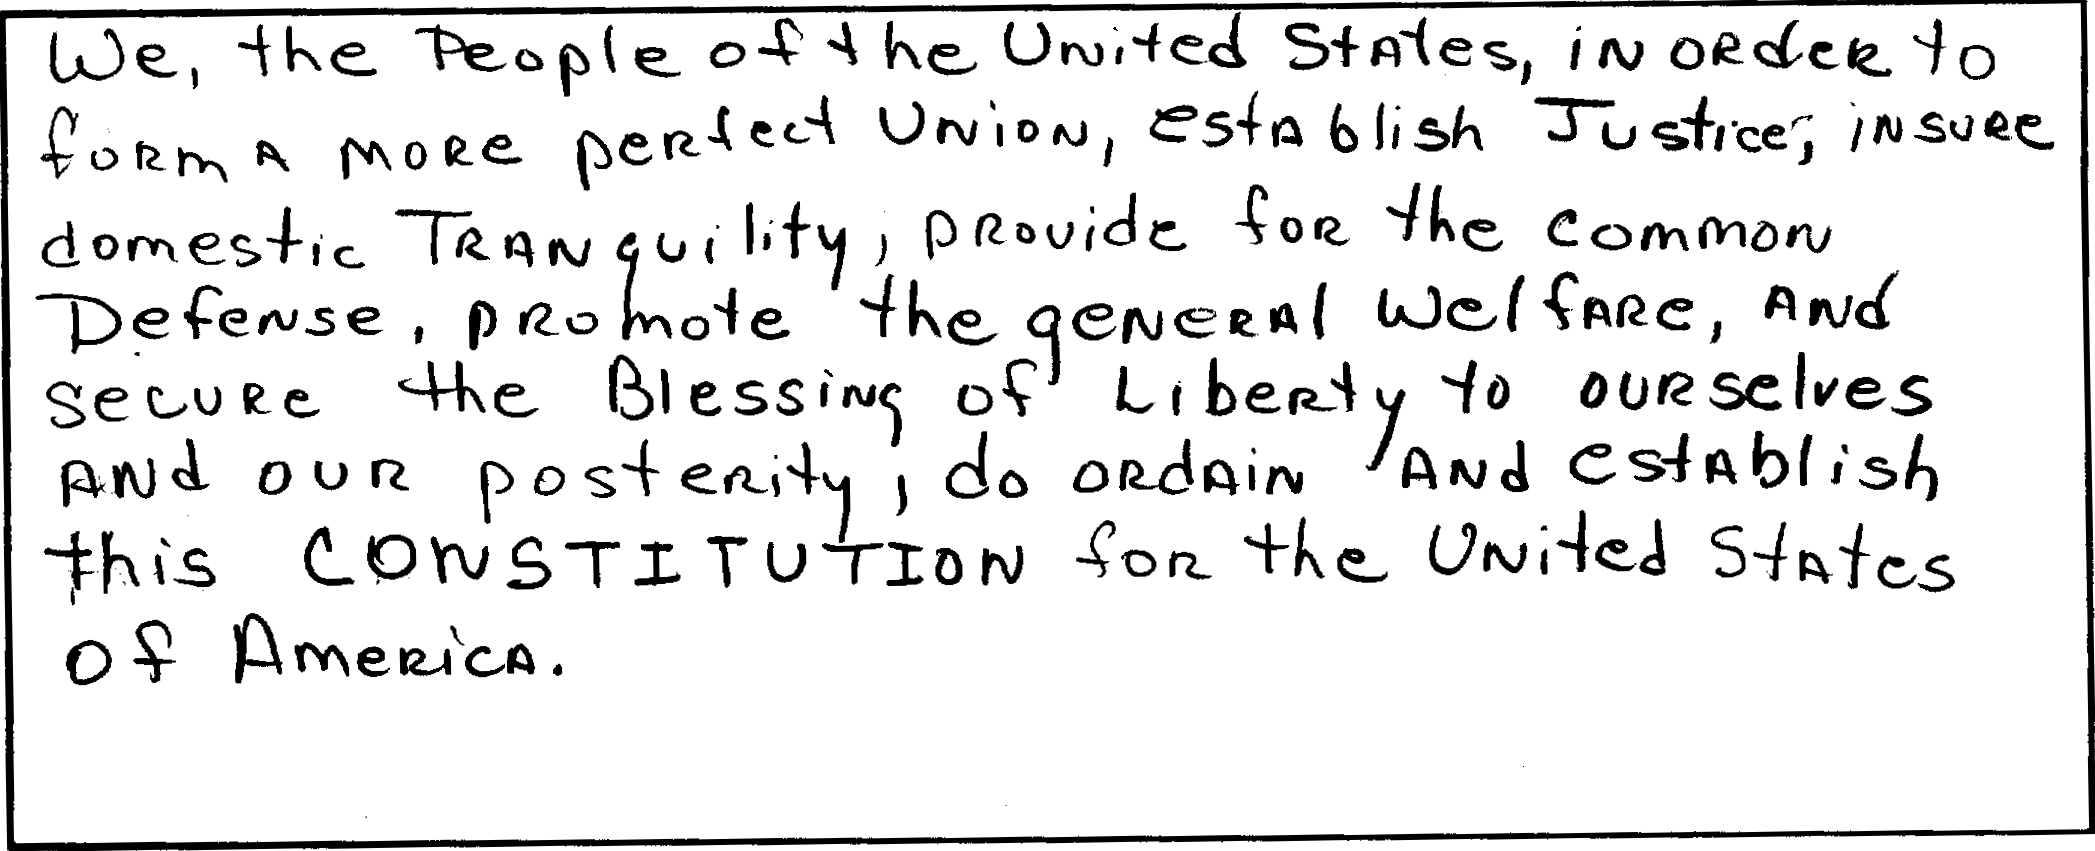 We, the People of the United States, in order to
form a more perfect Union, establish Justice, insure
domestic Tranquility, provide for the common
Defense, promote the general Welfare, and
secure the Blessing of Liberty to ourselves
and our posterity, do ordain and establish
this CONSTITUTION for the United States
of America.